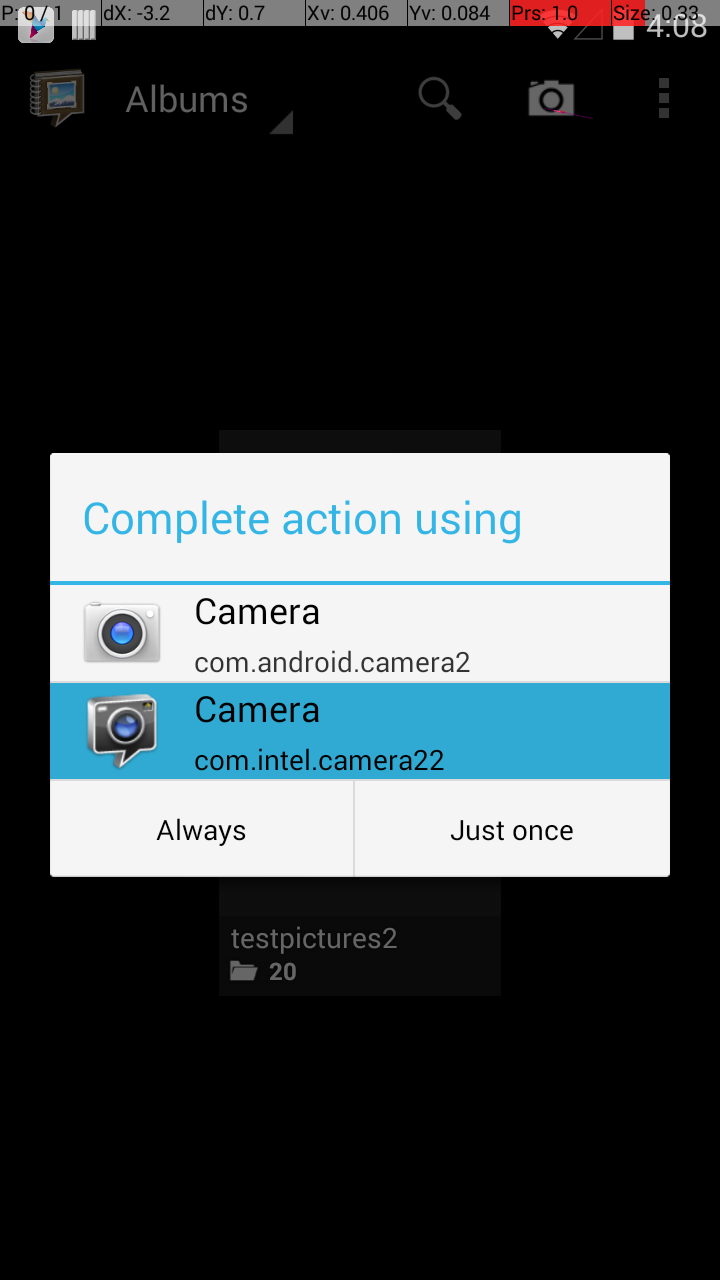 P: 0 / 1 dX: -3.2 dY: 0.7 Xv: 0.406 Yv: 0.084 Prs: 1.0 Size: 0.33
4:08
Albums
Complete action using
Camera
com.android.camera2
Camera
com.intel.camera22
Always Just once
testpictures2
20